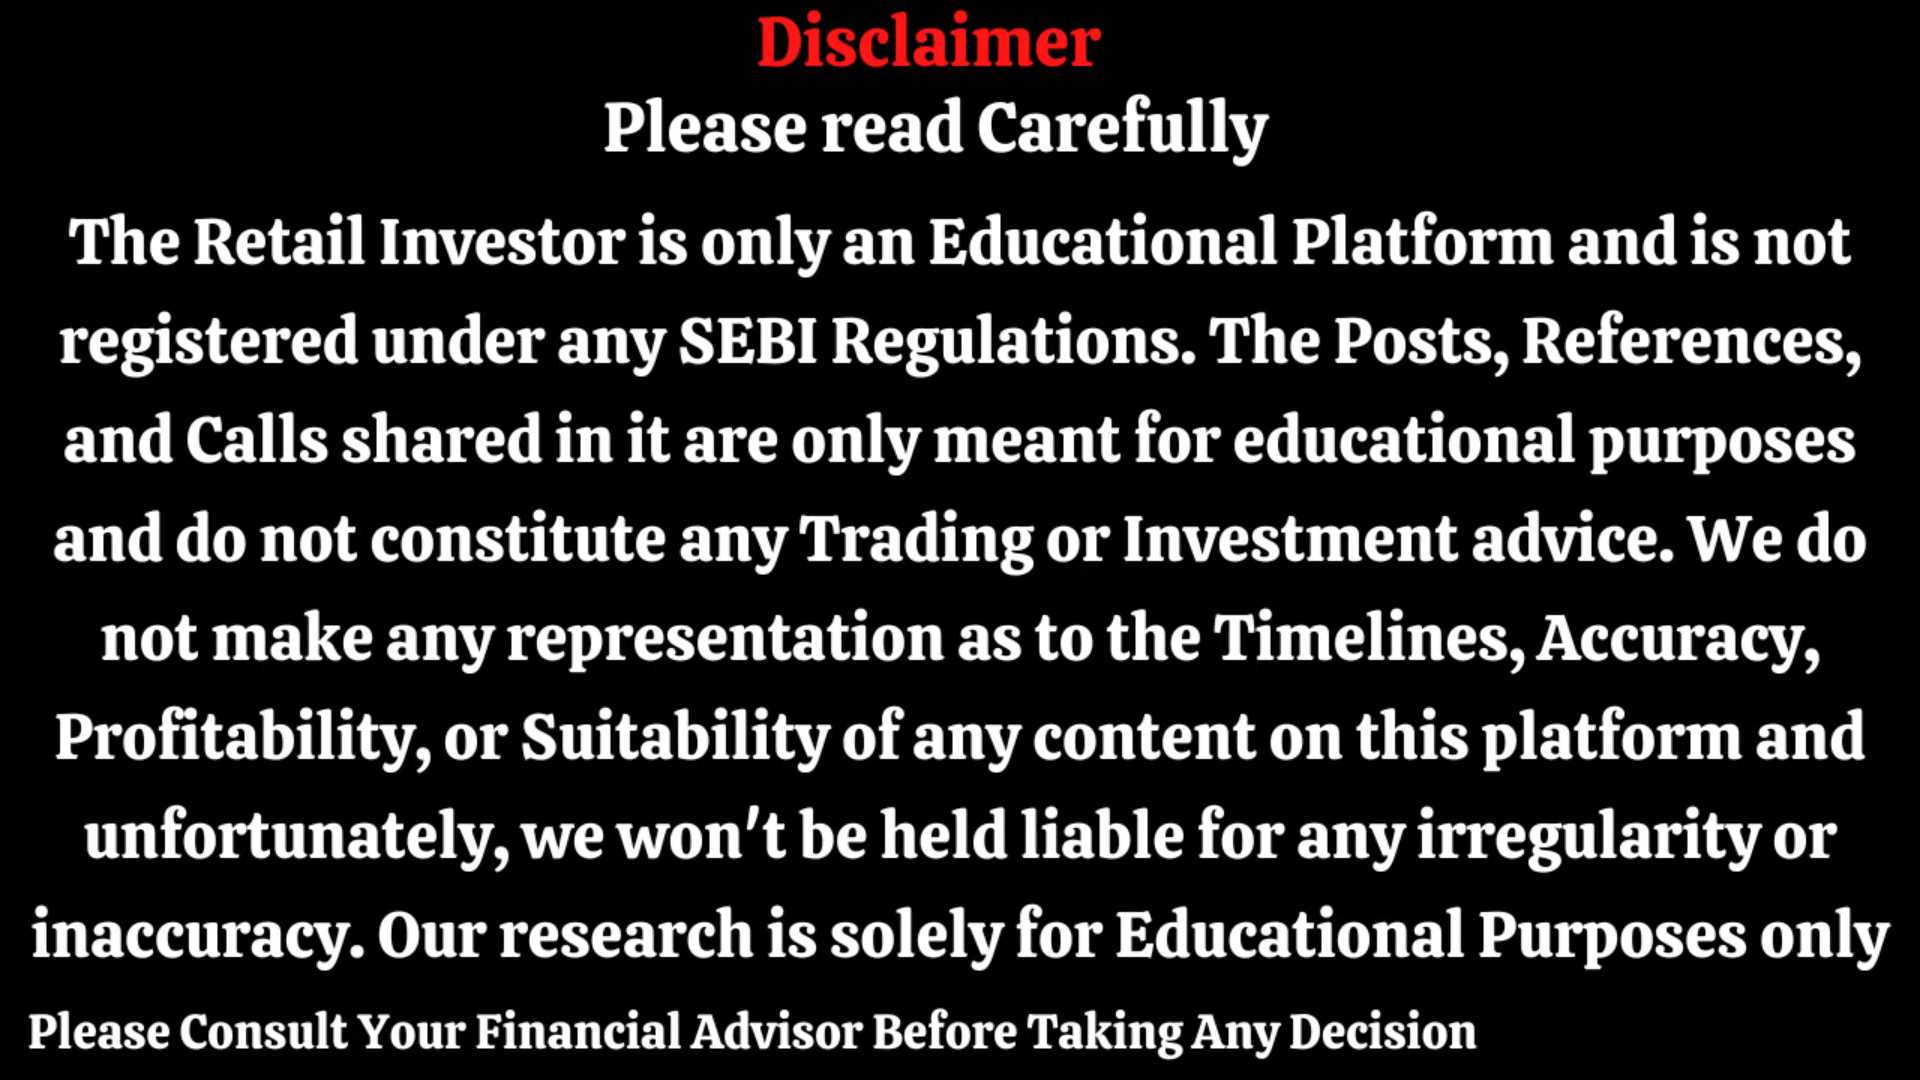 Disclaimer
Please read Carefully
The Retail Investor is only an Educational Platform and is not
registered under any SEBI Regulations. The Posts, References,
and Calls shared in it are only meant for educational purposes
and do not constitute any Trading or Investment advice. We do
not make any representation as to the Timelines, Accuracy,
Profitability, or Suitability of any content on this platform and
unfortunately, we won't be held liable for any irregularity or
inaccuracy. Our research is solely for Educational Purposes only
Please Consult Your Financial Advisor Before Taking Any Decision